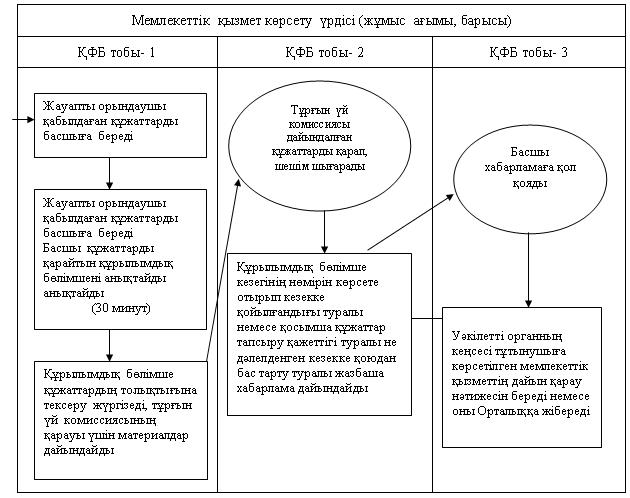 Мемлекеттік қызмет көрсету үрдісі (жұмыс ағымы, барысы)
ҚФБ тобы- 1
ҚФБ тобы- 2
ҚФБ тобы- 3
Жауапты орындаушы
қабылдаған құжаттарды
басшыға береді
Жауапты орындаушы
қабылдаған құжаттарды
басшыға береді
Басшы құжаттарды
қарайтын құрылымдық
бөлімшені анықтайды
анықтайды
(30 минут)
Құрылымдық бөлімше
құжаттардың толықтығына
тексеру жүргізеді, тұрғын
үй комиссиясының
қарауы үшін материалдар
дайындайды
Тұрғын үй
комиссиясы
дайындалған
құжаттарды қарап,
шешім шығарады
Құрылымдық бөлімше
кезегінің нөмірін көрсете
отырып кезекке
қойылғандығы туралы
немесе қосымша құжаттар
тапсыру қажеттігі туралы не
дәлелденген кезекке қоюдан
бас тарту туралы жазбаша
хабарлама дайындайды
Басшы
хабарламаға қол
қояды
Уәкілетті органның
кеңсесі тұтынушыға
көрсетілген мемлекеттік
қызметтің дайын қарау
нәтижесін береді немесе
оны Орталыққа жібереді